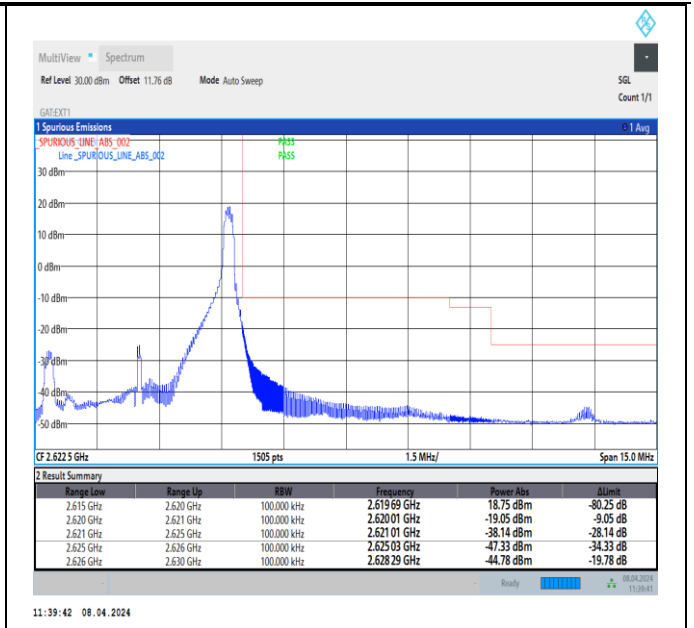 MultiView Spectrum
Ref Level 30.00 dBm Offset 11.76 dB Mode Auto Sweep SGL
Count 1/1
GAT:EXT1
1 Spurious Emissions 1 Avg
_SPURIOUS_LINE_ABS_002 PASS
Line _SPURIOUS_LINE_ABS_002 PASS
30 dBm
20 dBm
10 dBm
0 dBm
-10 dBm
-20 dBm
-30 dBm
-40 dBm
-50 dBm
CF 2.622 5 GHz 1505 pts 1.5 MHz/ Span 15.0 MHz
2 Result Summary
Range Low Range Up RBW Frequency Power Abs ΔLimit
2.615 GHz 2.620 GHz 100.000 kHz 2.619 69 GHz 18.75 dBm -80.25 dB
2.620 GHz 2.621 GHz 100.000 kHz 2.620 01 GHz -19.05 dBm -9.05 dB
2.621 GHz 2.625 GHz 100.000 kHz 2.621 01 GHz -38.14 dBm -28.14 dB
2.625 GHz 2.626 GHz 100.000 kHz 2.625 03 GHz -47.33 dBm -34.33 dB
2.626 GHz 2.630 GHz 100.000 kHz 2.628 29 GHz -44.78 dBm -19.78 dB
Ready 08.04.2024
11:39:41
11:39:42 08.04.2024